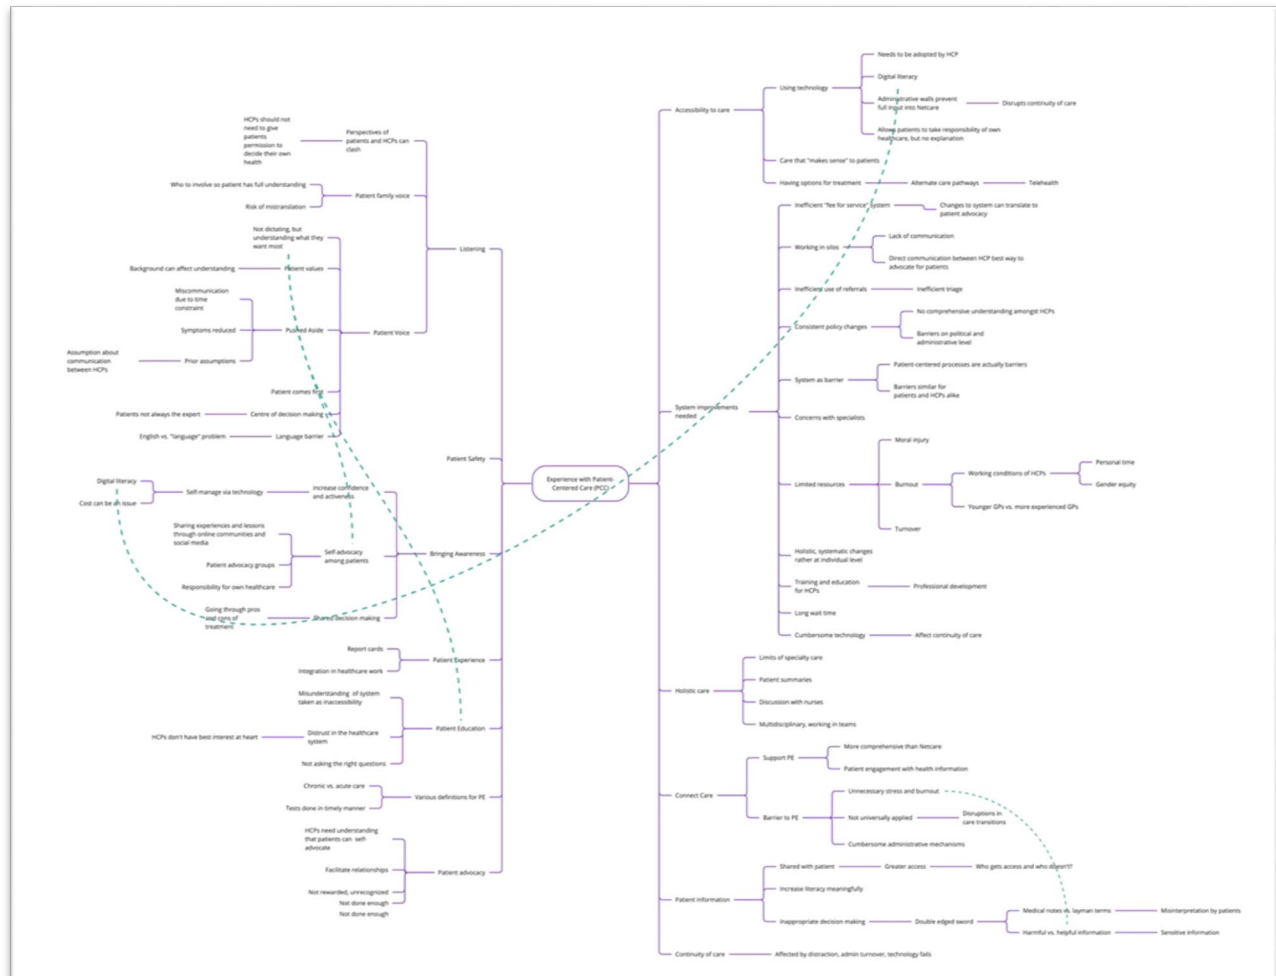 Experience with Patient-
Centered Care (PCC)
Listening
Perspectives of
patients and HCPs can
clash
HCPs should not
need to give
patients
permission to
decide their own
health
Patient family voice
Who to involve so patient has full understanding
Risk of mistranslation
Patient Voice
Not dictating, but
understanding what they
want most
Patient values
Background can affect understanding
Pushed Aside
Miscommunication
due to time
constraint
Symptoms reduced
Prior assumptions
Assumption about
communication
between HCPs
Patient comes first
Centre of decision making
Patients not always the expert
Language barrier
English vs. "language" problem
Patient Safety
Bringing Awareness
Increase confidence
and activeness
Self-manage via technology
Digital literacy
Cost can be an issue
Self-advocacy
among patients
Sharing experiences and lessons
through online communities and
social media
Patient advocacy groups
Responsibility for own healthcare
Shared decision making
Going through pros
and cons of
treatment
Patient Experience
Report cards
Integration in healthcare work
Patient Education
Misunderstanding of system
taken as inaccessibility
Distrust in the healthcare
system
HCPs don't have best interest at heart
Not asking the right questions
Various definitions for PE
Chronic vs. acute care
Tests done in timely manner
Patient advocacy
HCPs need understanding
that patients can self-
advocate
Facilitate relationships
Not rewarded, unrecognized
Not done enough
Not done enough
Accessibility to care
Using technology
Needs to be adopted by HCP
Digital literacy
Administrative walls prevent
full input into Netcare
Disrupts continuity of care
Allows patients to take responsibility of own
healthcare, but no explanation
Care that "makes sense" to patients
Having options for treatment
Alternate care pathways
Telehealth
System improvements
needed
Inefficient "fee for service" system
Changes to system can translate to
patient advocacy
Working in silos
Lack of communication
Direct communication between HCP best way to
advocate for patients
Inefficient use of referrals
Inefficient triage
Consistent policy changes
No comprehensive understanding amongst HCPs
Barriers on political and
administrative level
System as barrier
Patient-centered processes are actually barriers
Barriers similar for
patients and HCPs alike
Concerns with specialists
Limited resources
Moral injury
Burnout
Working conditions of HCPs
Personal time
Gender equity
Younger GPs vs. more experienced GPs
Turnover
Holistic, systematic changes
rather at individual level
Training and education
for HCPs
Professional development
Long wait time
Cumbersome technology
Affect continuity of care
Holistic care
Limits of specialty care
Patient summaries
Discussion with nurses
Multidisciplinary, working in teams
Connect Care
Support PE
More comprehensive than Netcare
Patient engagement with health information
Barrier to PE
Unnecessary stress and burnout
Not universally applied
Disruptions in
care transitions
Cumbersome administrative mechanisms
Patient information
Shared with patient
Greater access
Who gets access and who doesn't?
Increase literacy meaningfully
Inappropriate decision making
Double edged sword
Medical notes vs. layman terms
Misinterpretation by patients
Harmful vs. helpful information
Sensitive information
Continuity of care
Affected by distraction, admin turnover, technology fails